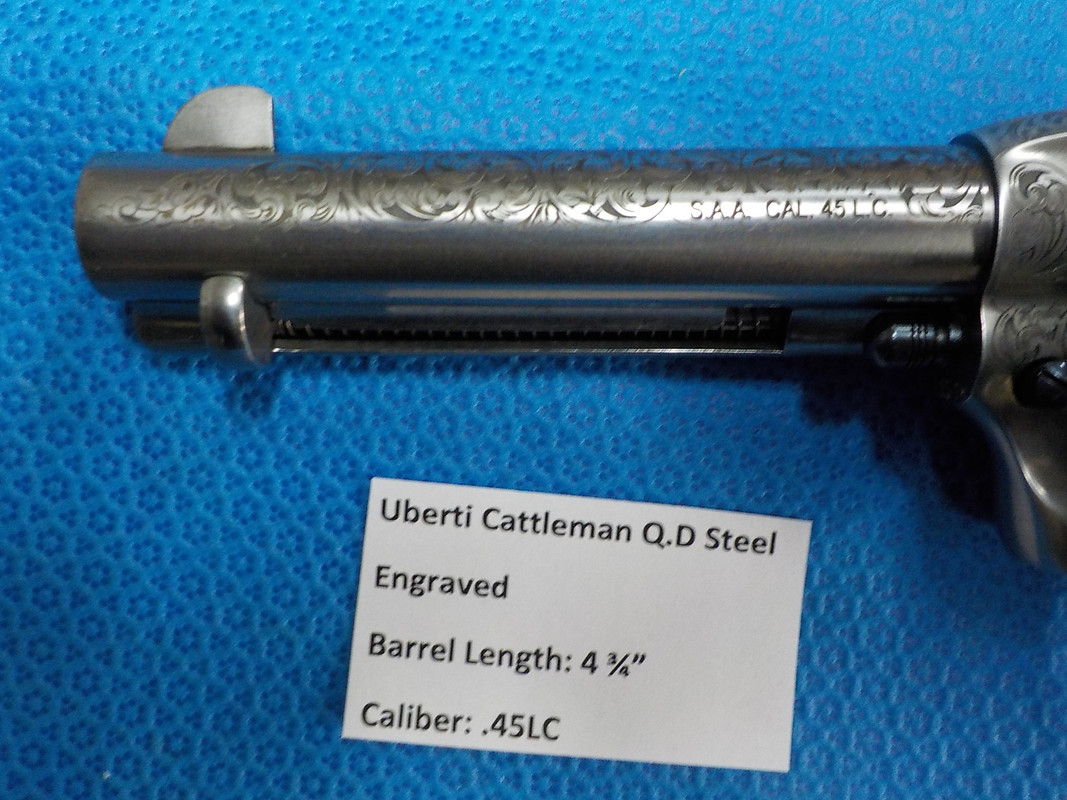 S.A.A. CAL. 45 L.C.
Uberti Cattleman Q.D Steel
Engraved
Barrel Length: 4 ¾”
Caliber: .45LC